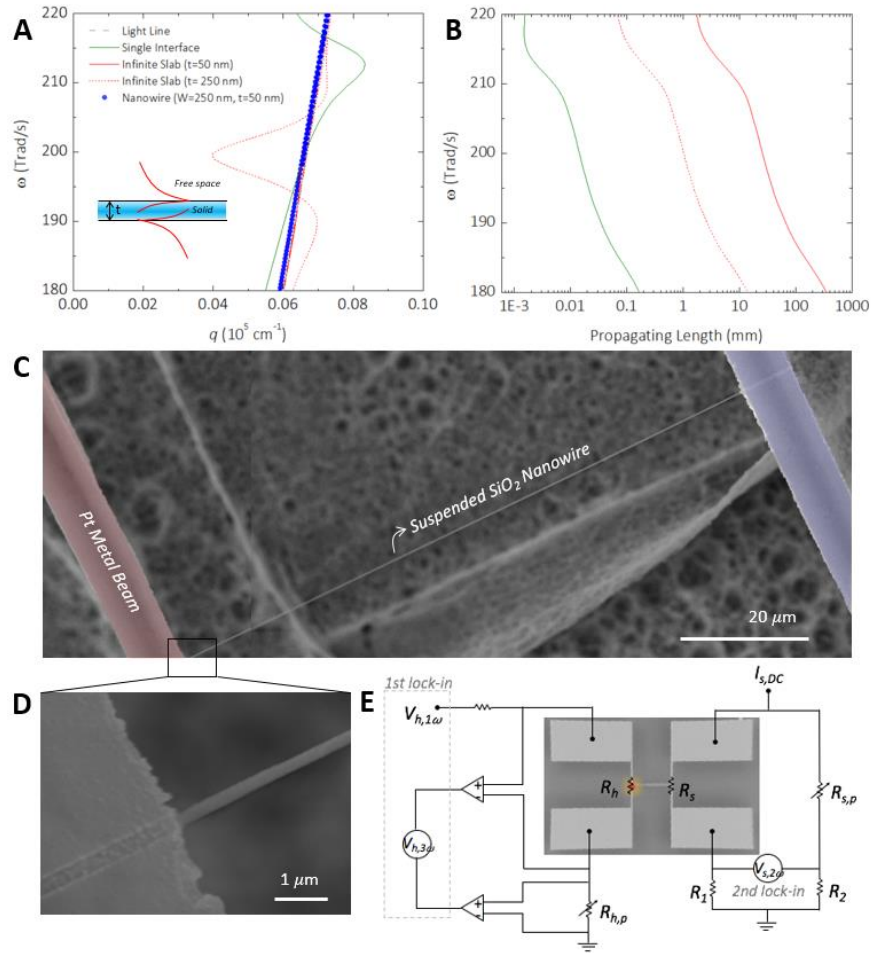 A
220
210
200
190
180
ω (Trad/s)
Light Line
Single Interface
Infinite Slab (t=50 nm)
Infinite Slab (t= 250 nm)
Nanowire (W=250 nm, t=50 nm)
Free space
t
Solid
0.00 0.02 0.04 0.06 0.08 0.10
q (10⁵ cm⁻¹)
B
220
210
200
190
180
ω (Trad/s)
1E-3 0.01 0.1 1 10 100 1000
Propagating Length (mm)
C
Pt Metal Beam
Suspended SiO₂ Nanowire
20 μm
D
1 μm
E
1st lock-in
V_h,1ω
I_s,DC
R_h
R_s
R_s,p
V_h,3ω
V_s,2ω
R_h,p
R₁
2nd lock-in
R₂